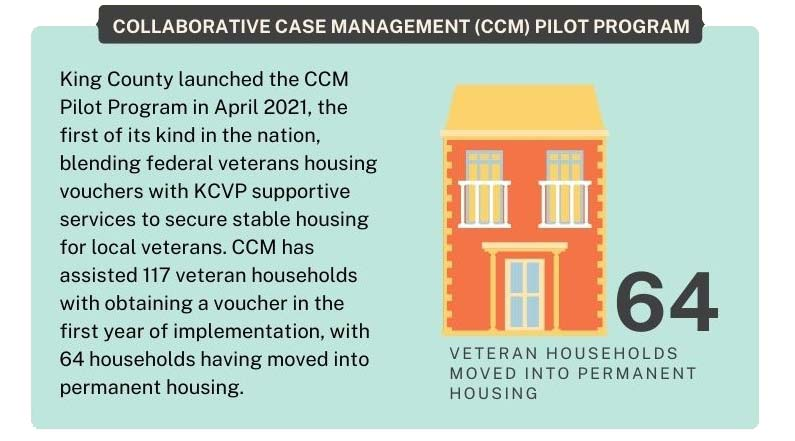 COLLABORATIVE CASE MANAGEMENT (CCM) PILOT PROGRAM
King County launched the CCM
Pilot Program in April 2021, the
first of its kind in the nation,
blending federal veterans housing
vouchers with KCVP supportive
services to secure stable housing
for local veterans. CCM has
assisted 117 veteran households
with obtaining a voucher in the
first year of implementation, with
64 households having moved into
permanent housing.
64
VETERAN HOUSEHOLDS
MOVED INTO PERMANENT
HOUSING